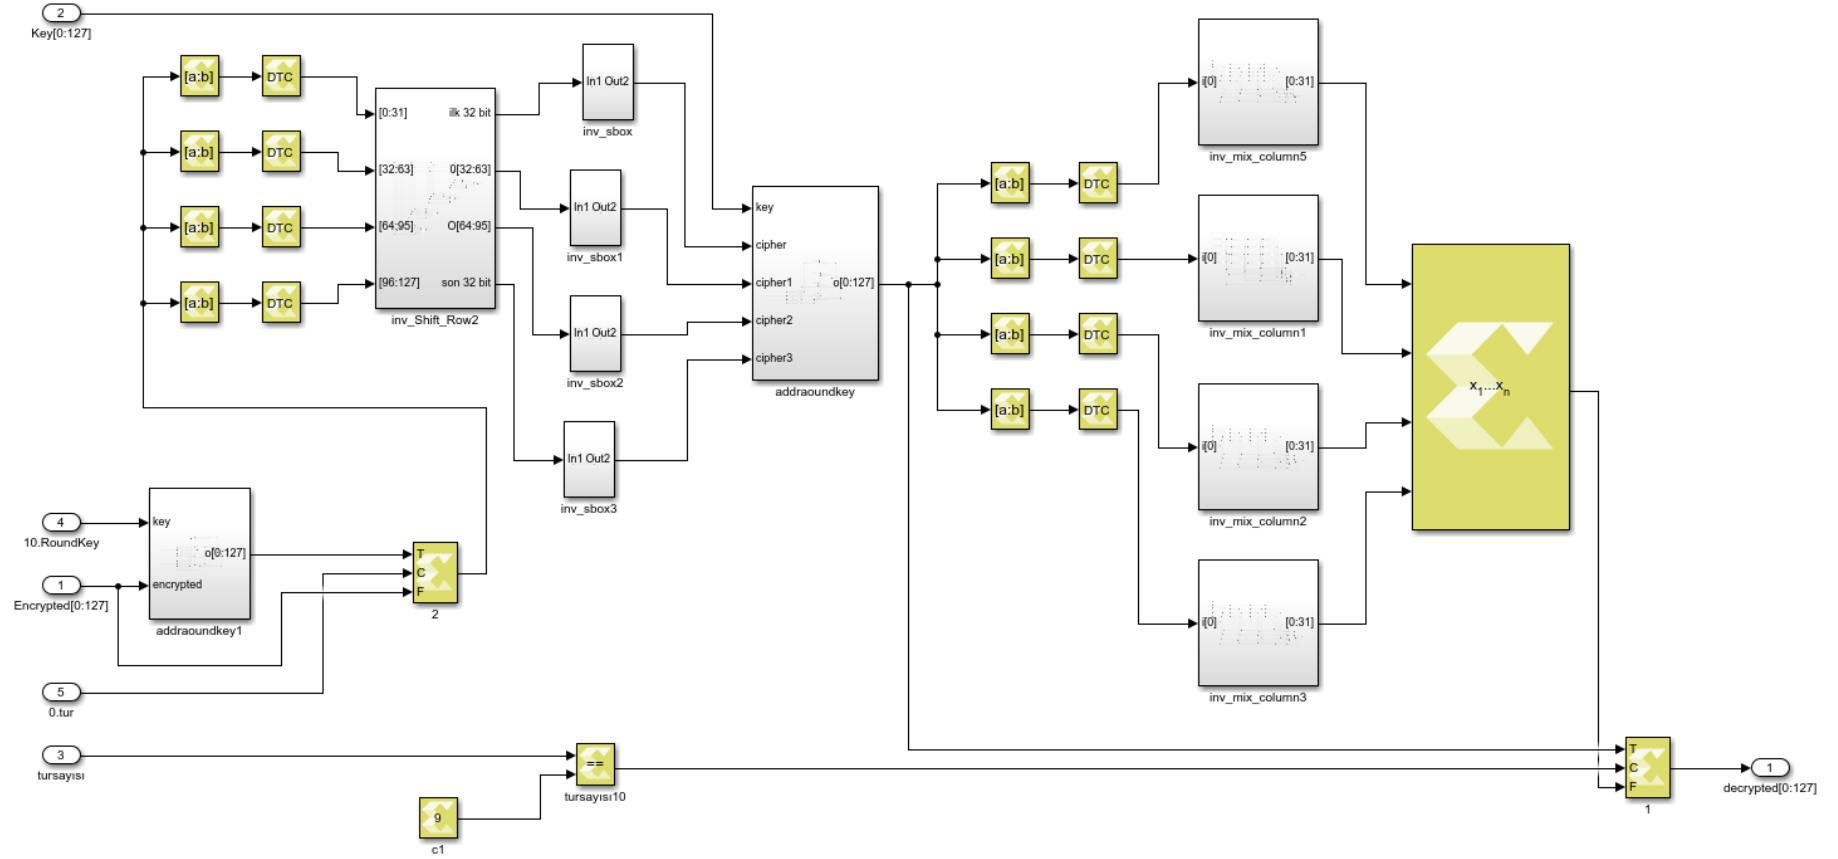 2
Key[0:127]
[a:b]
DTC
[a:b]
DTC
[a:b]
DTC
[a:b]
DTC
[0:31]
ilk 32 bit
[32:63]
0[32:63]
[64:95]
O[64:95]
[96:127]
son 32 bit
inv_Shift_Row2
In1 Out2
inv_sbox
In1 Out2
inv_sbox1
In1 Out2
inv_sbox2
In1 Out2
inv_sbox3
key
cipher
cipher1
o[0:127]
cipher2
cipher3
addraoundkey
[a:b]
DTC
[a:b]
DTC
[a:b]
DTC
[a:b]
DTC
i[0]
[0:31]
inv_mix_column5
i[0]
[0:31]
inv_mix_column1
i[0]
[0:31]
inv_mix_column2
i[0]
[0:31]
inv_mix_column3
x1...xn
4
10.RoundKey
1
Encrypted[0:127]
key
o[0:127]
encrypted
addraoundkey1
T
C
F
2
5
0.tur
3
tursayısı
==
tursayısı10
9
c1
T
C
F
1
1
decrypted[0:127]